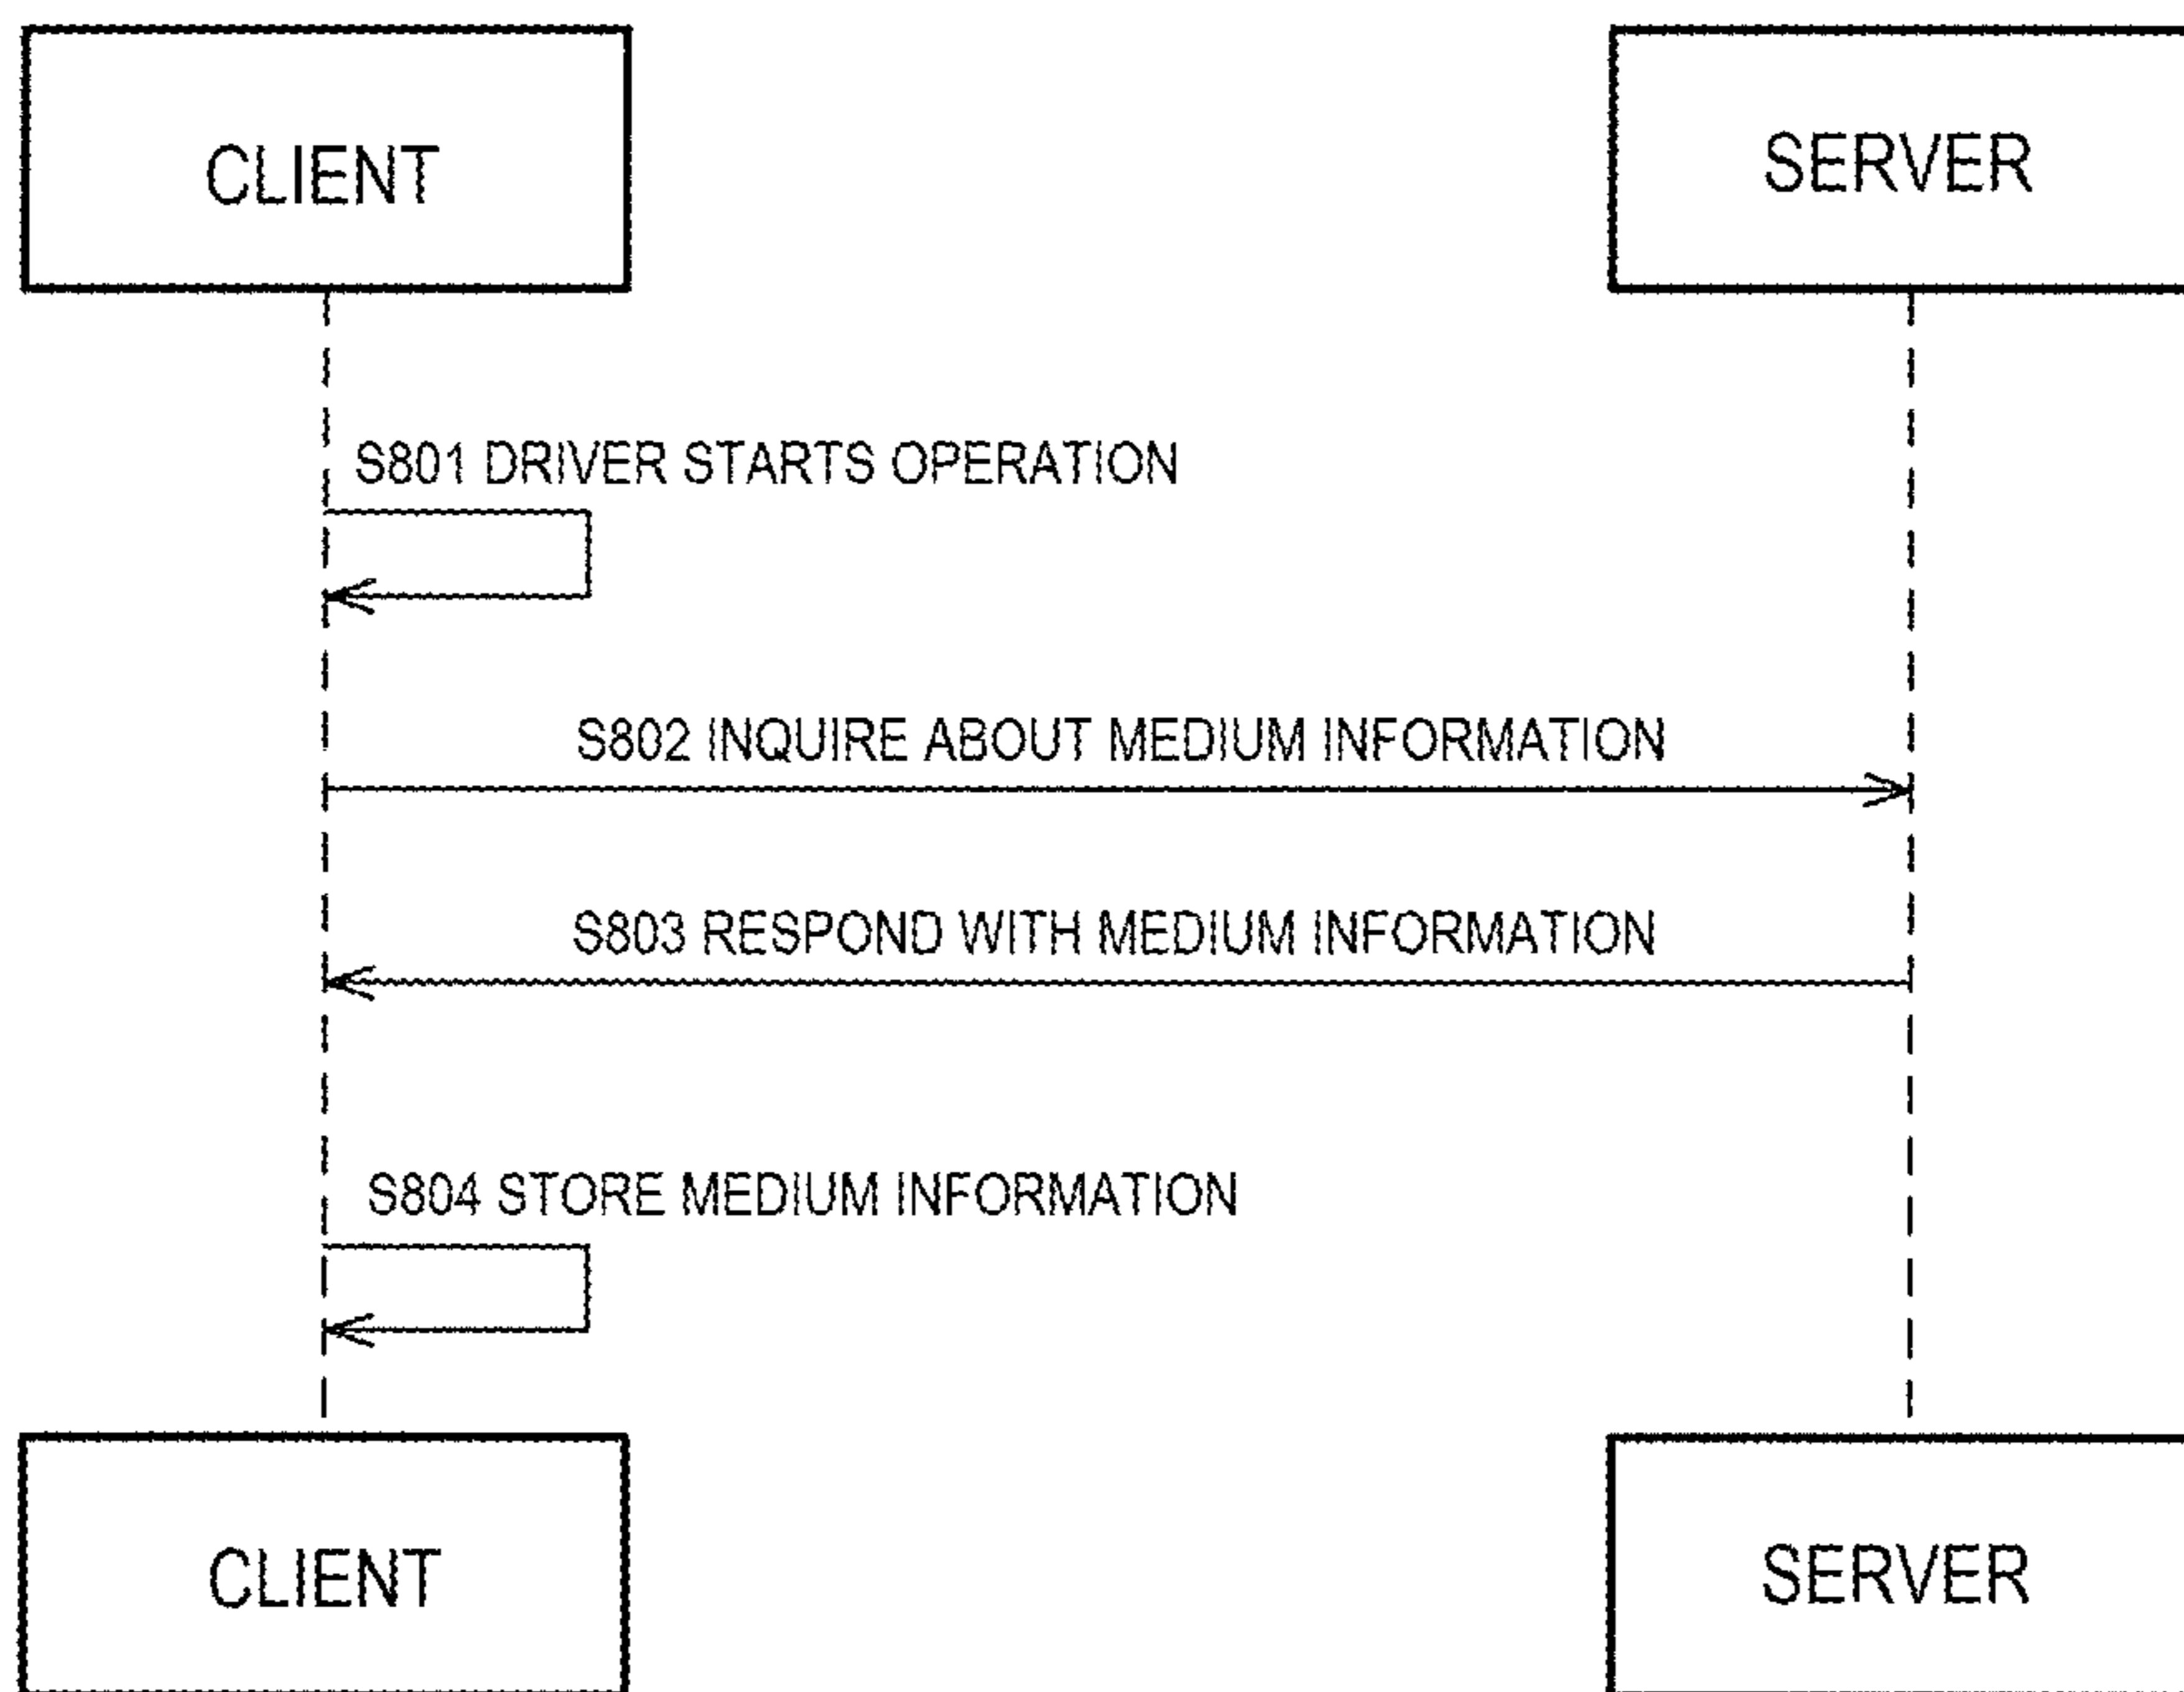 CLIENT
SERVER
S801 DRIVER STARTS OPERATION
S802 INQUIRE ABOUT MEDIUM INFORMATION
S803 RESPOND WITH MEDIUM INFORMATION
S804 STORE MEDIUM INFORMATION
CLIENT
SERVER